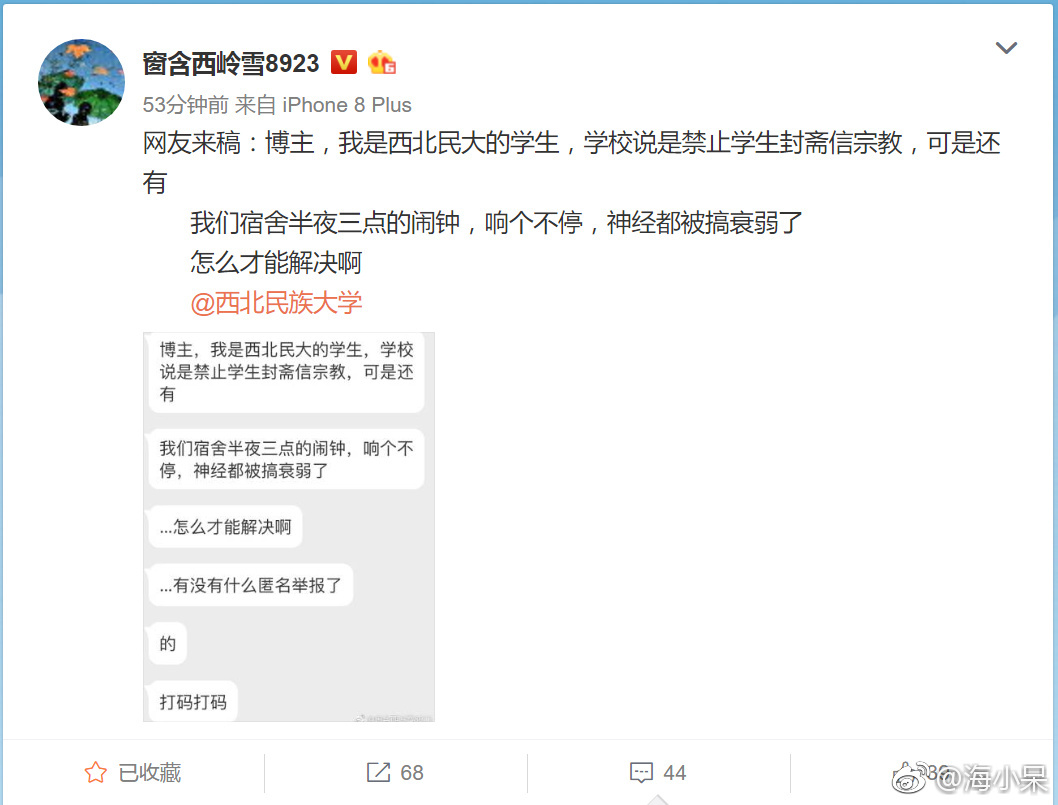 窗含西岭雪8923
53分钟前 来自 iPhone 8 Plus
网友来稿：博主，我是西北民大的学生，学校说是禁止学生封斋信宗教，可是还
有
我们宿舍半夜三点的闹钟，响个不停，神经都被搞衰弱了
怎么才能解决啊
@西北民族大学
博主，我是西北民大的学生，学校
说是禁止学生封斋信宗教，可是还
有
我们宿舍半夜三点的闹钟，响个不
停，神经都被搞衰弱了
...怎么才能解决啊
...有没有什么匿名举报了
的
打码打码
已收藏
68
44
@海小呆